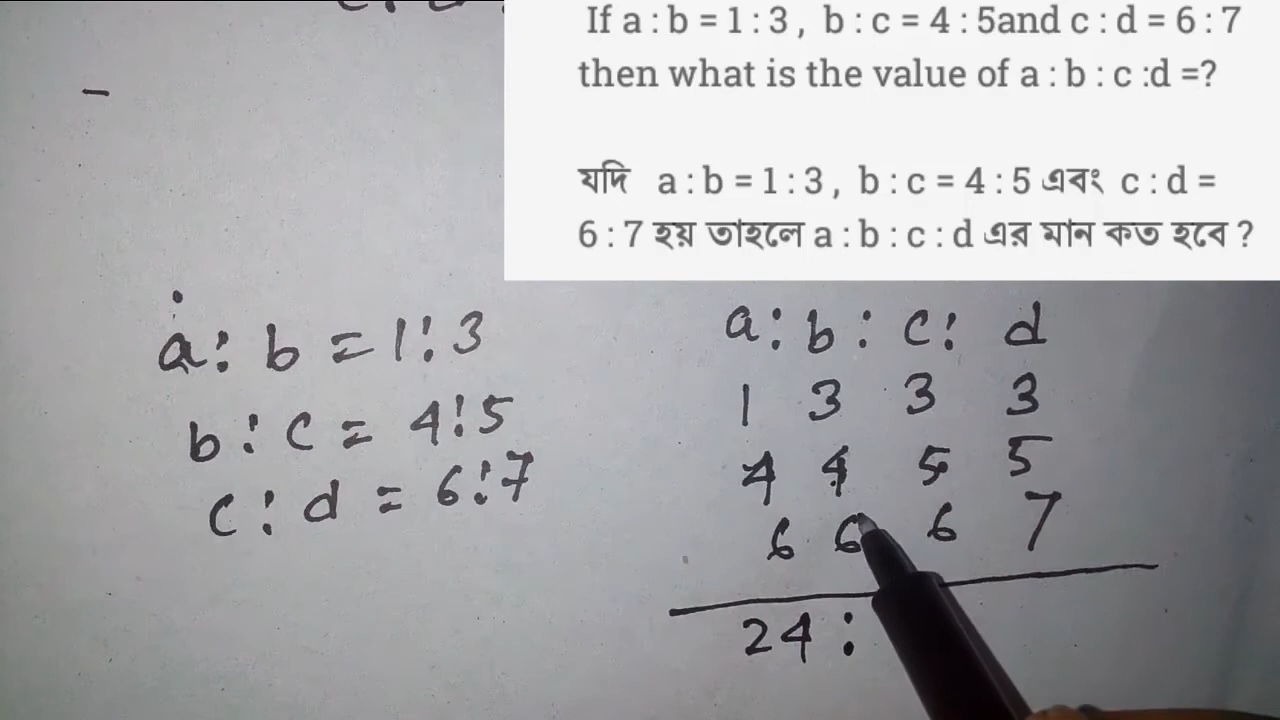 If a : b = 1 : 3 , b : c = 4 : 5and c : d = 6 : 7
then what is the value of a : b : c :d =?
যদি a : b = 1 : 3 , b : c = 4 : 5 এবং c : d =
6 : 7 হয় তাহলে a : b : c : d এর মান কত হবে ?
a : b = 1 : 3
b : c = 4 : 5
c : d = 6 : 7
a : b : c : d
1 3 3 3
4 4 5 5
6 6 6 7
24 :